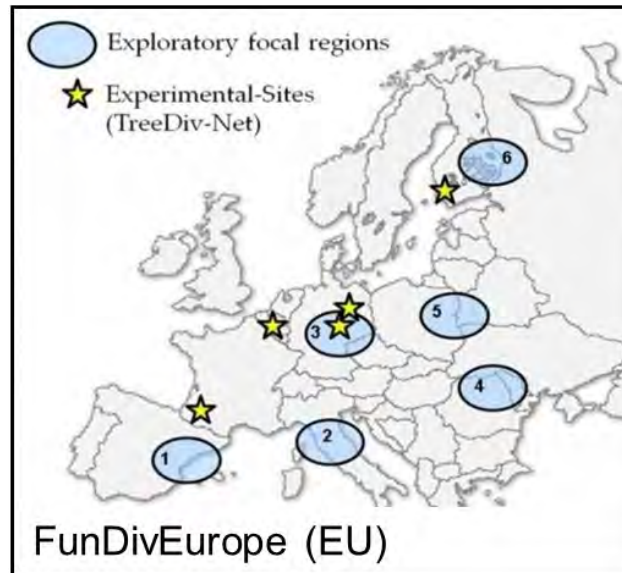 Exploratory focal regions
Experimental-Sites
(TreeDiv-Net)
6
5
3
4
2
1
FunDivEurope (EU)